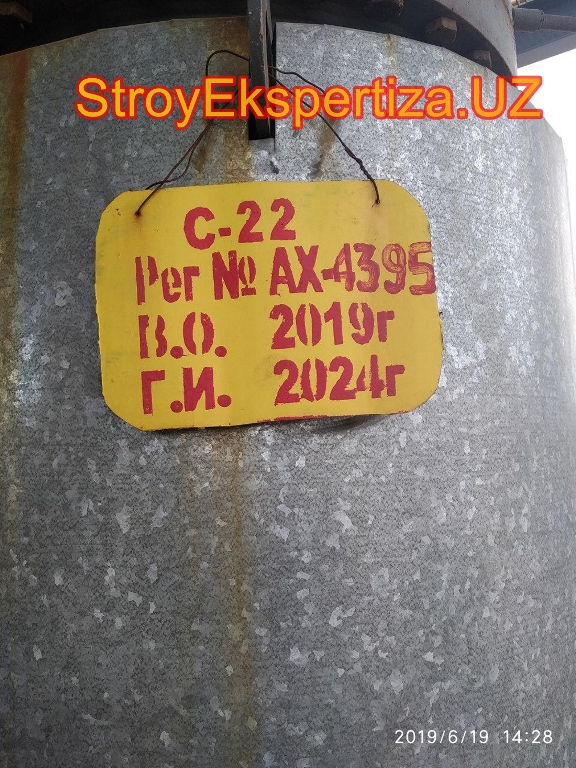 StroyEkspertiza.UZ
С-22
Рег № АХ-4395
В.О. 2019г
Г.И. 2024г
2019/6/19 14:28